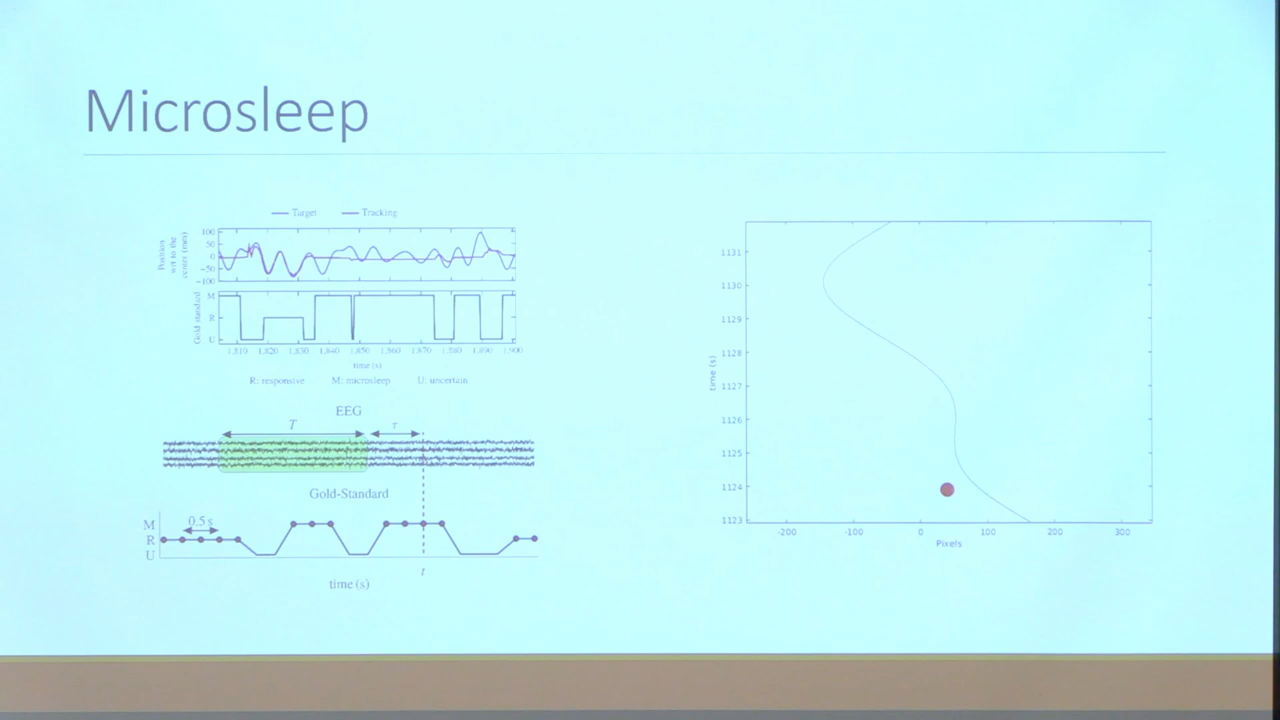 Microsleep
Target Tracking
Position
wrt to the
center (mm)
100
50
0
−50
−100
Gold standard
M
R
U
1,810 1,820 1,830 1,840 1,850 1,860 1,870 1,880 1,890 1,900
time (s)
R: responsive M: microsleep U: uncertain
EEG
T τ
Gold-Standard
0.5 s
M
R
U
t
time (s)
time (s)
1131
1130
1129
1128
1127
1126
1125
1124
1123
-200 -100 0 100 200 300
Pixels